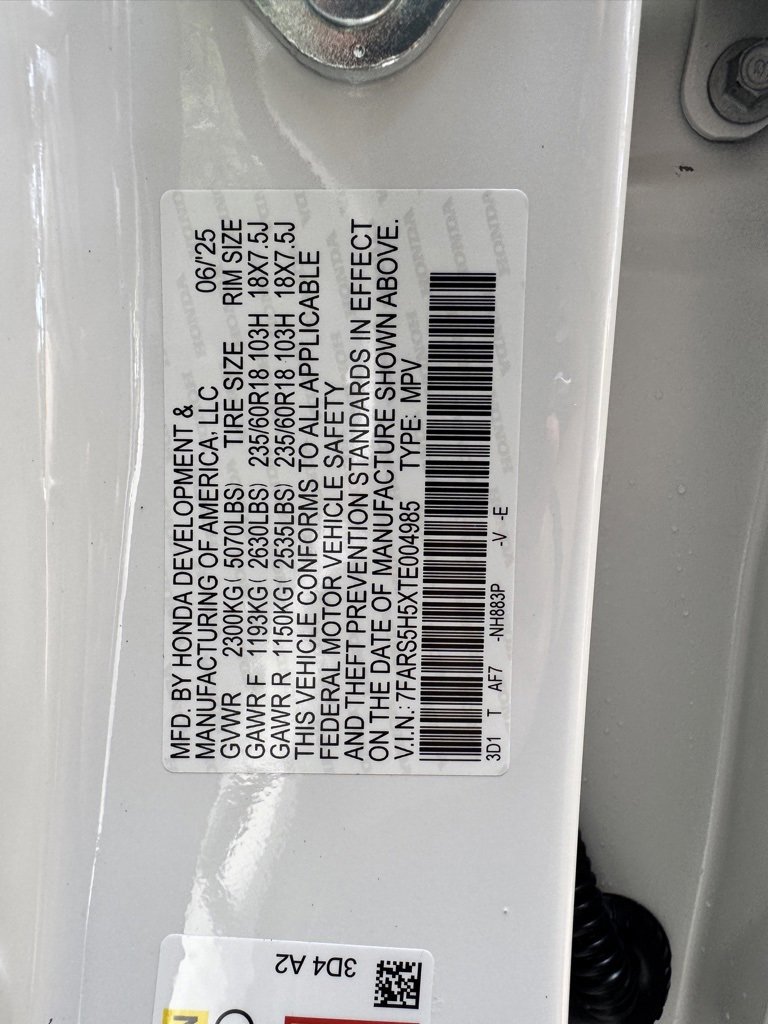 MFD. BY HONDA DEVELOPMENT &
MANUFACTURING OF AMERICA, LLC 06/'25
GVWR 2300KG( 5070LBS) TIRE SIZE RIM SIZE
GAWR F 1193KG( 2630LBS) 235/60R18 103H 18X7.5J
GAWR R 1150KG( 2535LBS) 235/60R18 103H 18X7.5J
THIS VEHICLE CONFORMS TO ALL APPLICABLE
FEDERAL MOTOR VEHICLE SAFETY
AND THEFT PREVENTION STANDARDS IN EFFECT
ON THE DATE OF MANUFACTURE SHOWN ABOVE.
V.I.N.: 7FARS5H5XTE004985 TYPE: MPV
3D1 T AF7 -NH883P -V -E
3D4 A2